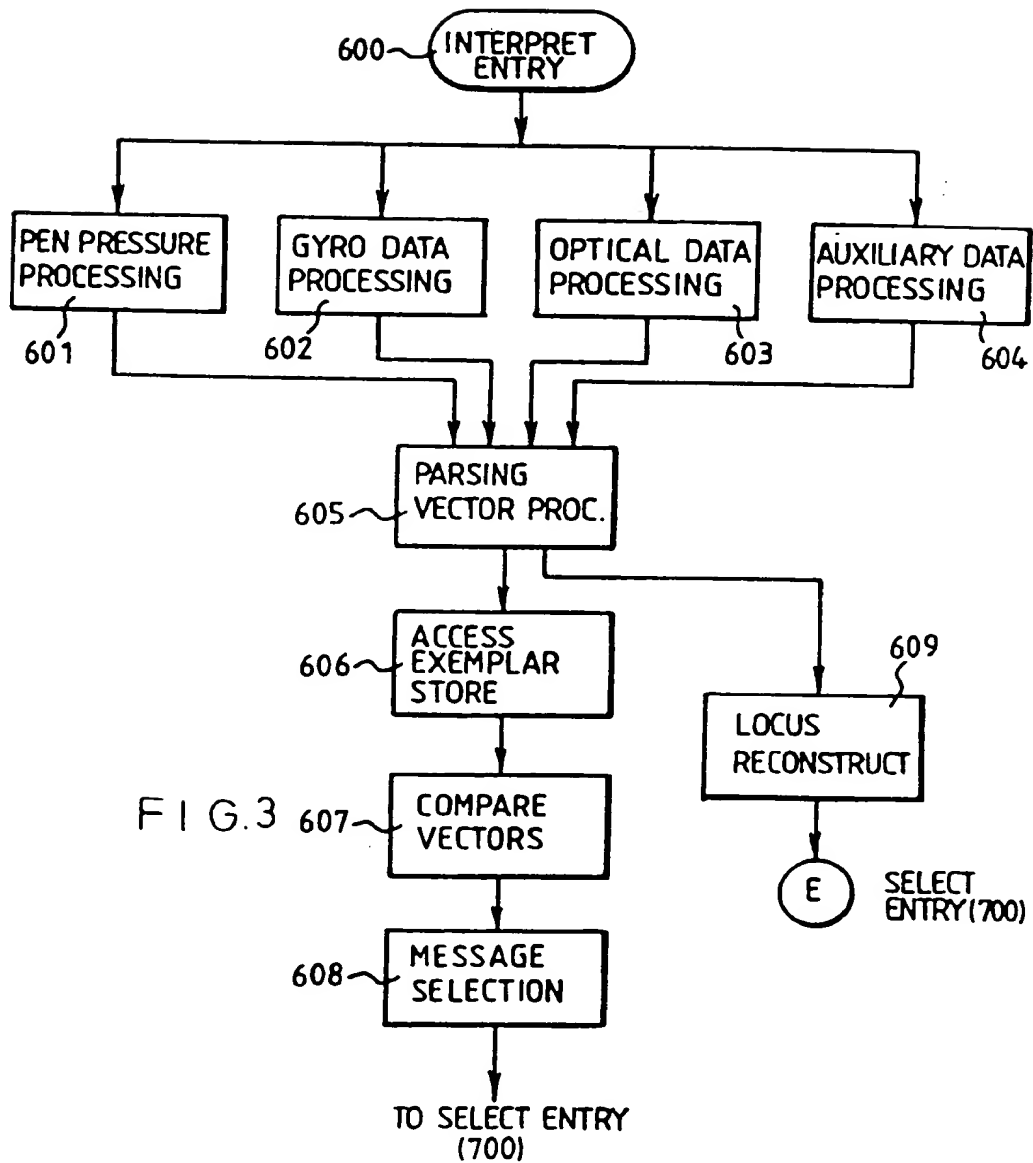 600
INTERPRET
ENTRY
PEN PRESSURE
PROCESSING
601
GYRO DATA
PROCESSING
602
OPTICAL DATA
PROCESSING
603
AUXILIARY DATA
PROCESSING
604
PARSING
VECTOR PROC.
605
ACCESS
EXEMPLAR
STORE
606
609
LOCUS
RECONSTRUCT
FIG.3
607
COMPARE
VECTORS
E
SELECT
ENTRY (700)
608
MESSAGE
SELECTION
TO SELECT ENTRY
(700)